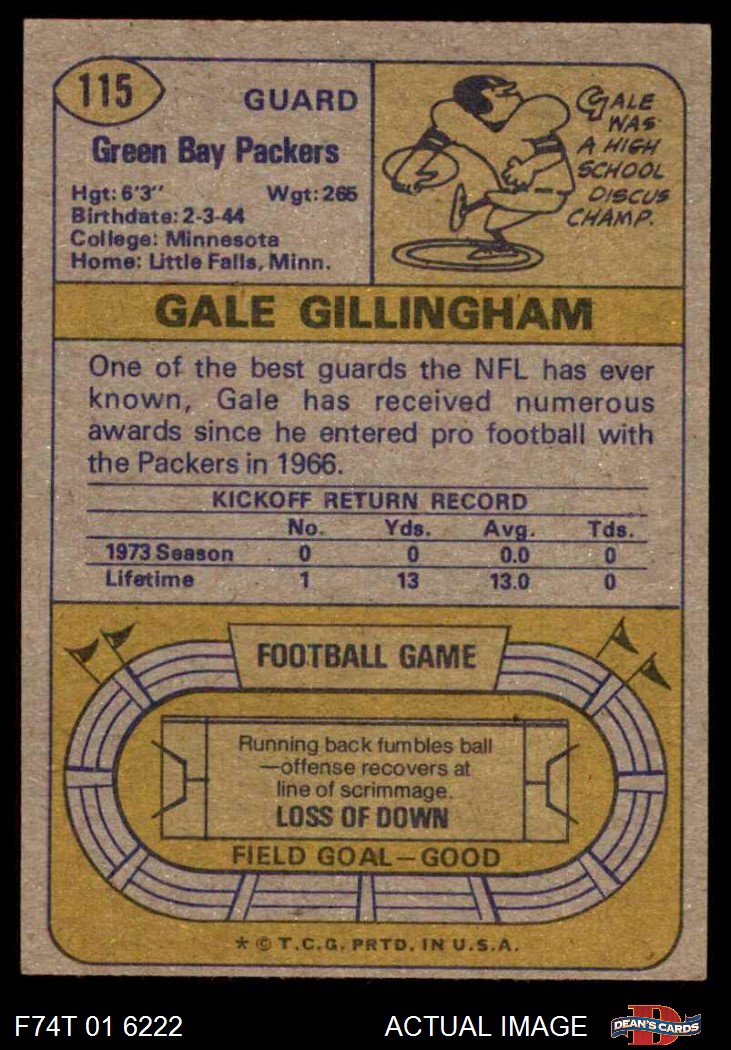 115
GUARD
Green Bay Packers
Hgt: 6'3" Wgt: 265
Birthdate: 2-3-44
College: Minnesota
Home: Little Falls, Minn.
GALE
WAS
A HIGH
SCHOOL
DISCUS
CHAMP.
GALE GILLINGHAM
One of the best guards the NFL has ever
known, Gale has received numerous
awards since he entered pro football with
the Packers in 1966.
KICKOFF RETURN RECORD
No. Yds. Avg. Tds.
1973 Season 0 0 0.0 0
Lifetime 1 13 13.0 0
FOOTBALL GAME
Running back fumbles ball
—offense recovers at
line of scrimmage.
LOSS OF DOWN
FIELD GOAL—GOOD
* © T.C.G. PRTD. IN U.S.A.
F74T 01 6222 ACTUAL IMAGE
DEAN'S CARDS